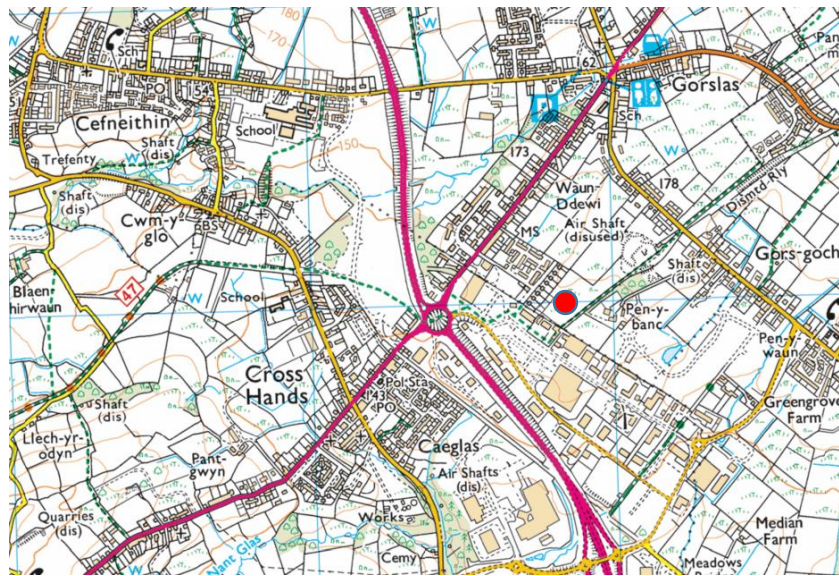 180
170
Sch
PO
154
Cefneithin
School
150
62
Gorslas
Sch
173
178
W
Trefenty
Shaft
(dis)
W
Shaft
(dis)
Cwm-y-
glo
BS
Waun-
Ddewi
Air Shaft
(disused)
MS
Dismtd Rly
Shaft
(dis)
Gors-goch
47
Blaen-
hirwaun
W
School
Pen-y-
banc
Pen-y-
waun
Cross
Hands
Pol Sta
143
PO
Greengrove
Farm
Shaft
(dis)
Llech-yr-
odyn
Pant-
gwyn
Caeglas
Air Shafts
(dis)
Quarries
(dis)
Works
Nant Glas
Cemy
Median
Farm
Meadows